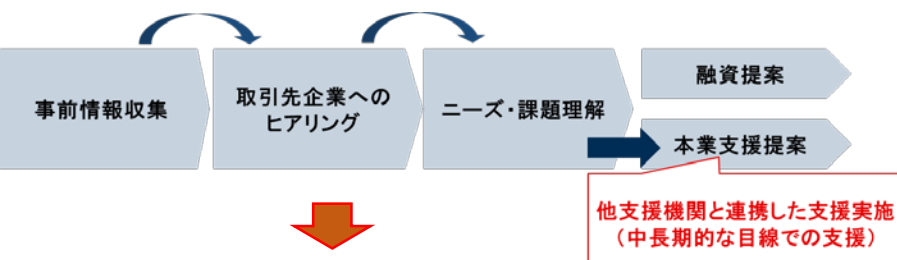 事前情報収集
取引先企業への
ヒアリング
ニーズ・課題理解
融資提案
本業支援提案
他支援機関と連携した支援実施
（中長期的な目線での支援）